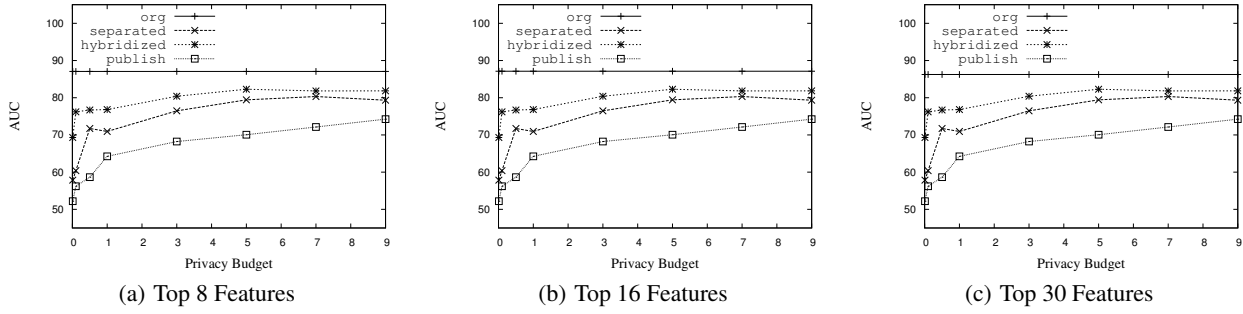 100
90
80
70
60
50
AUC
org
separated
hybridized
publish
0 1 2 3 4 5 6 7 8 9
Privacy Budget
(a) Top 8 Features
100
90
80
70
60
50
AUC
org
separated
hybridized
publish
0 1 2 3 4 5 6 7 8 9
Privacy Budget
(b) Top 16 Features
100
90
80
70
60
50
AUC
org
separated
hybridized
publish
0 1 2 3 4 5 6 7 8 9
Privacy Budget
(c) Top 30 Features